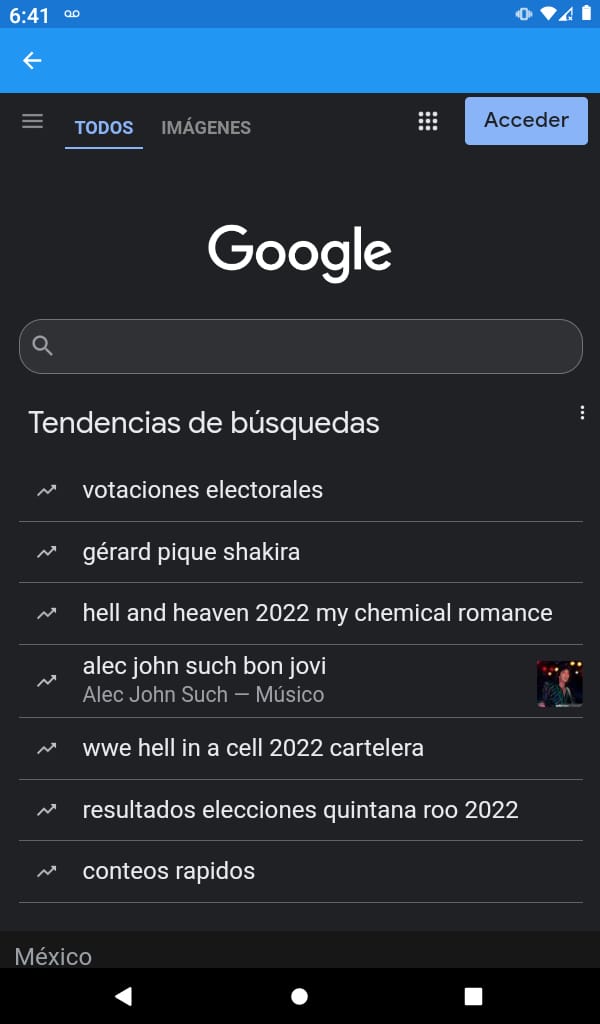 6:41
TODOS IMÁGENES Acceder
Google
Tendencias de búsquedas
votaciones electorales
gérard pique shakira
hell and heaven 2022 my chemical romance
alec john such bon jovi
Alec John Such — Músico
wwe hell in a cell 2022 cartelera
resultados elecciones quintana roo 2022
conteos rapidos
México